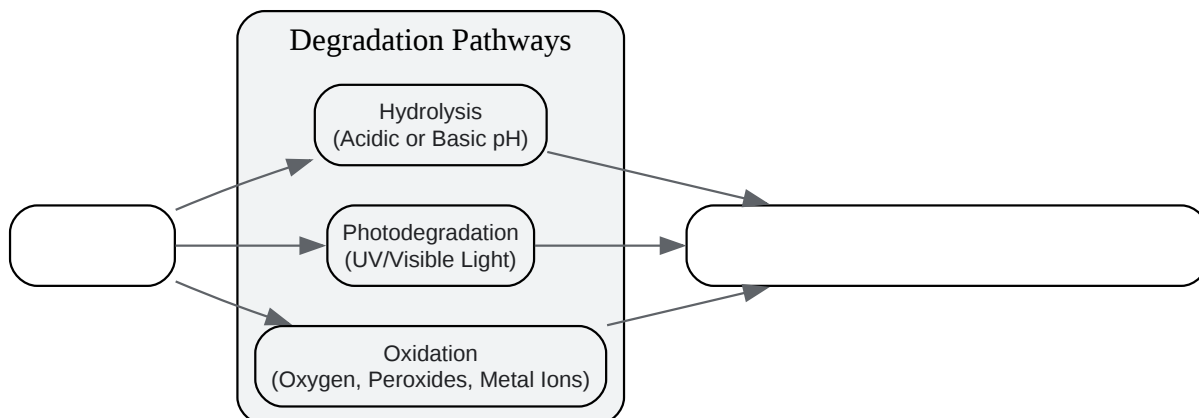 Degradation Pathways
Hydrolysis
(Acidic or Basic pH)
Photodegradation
(UV/Visible Light)
Oxidation
(Oxygen, Peroxides, Metal Ions)